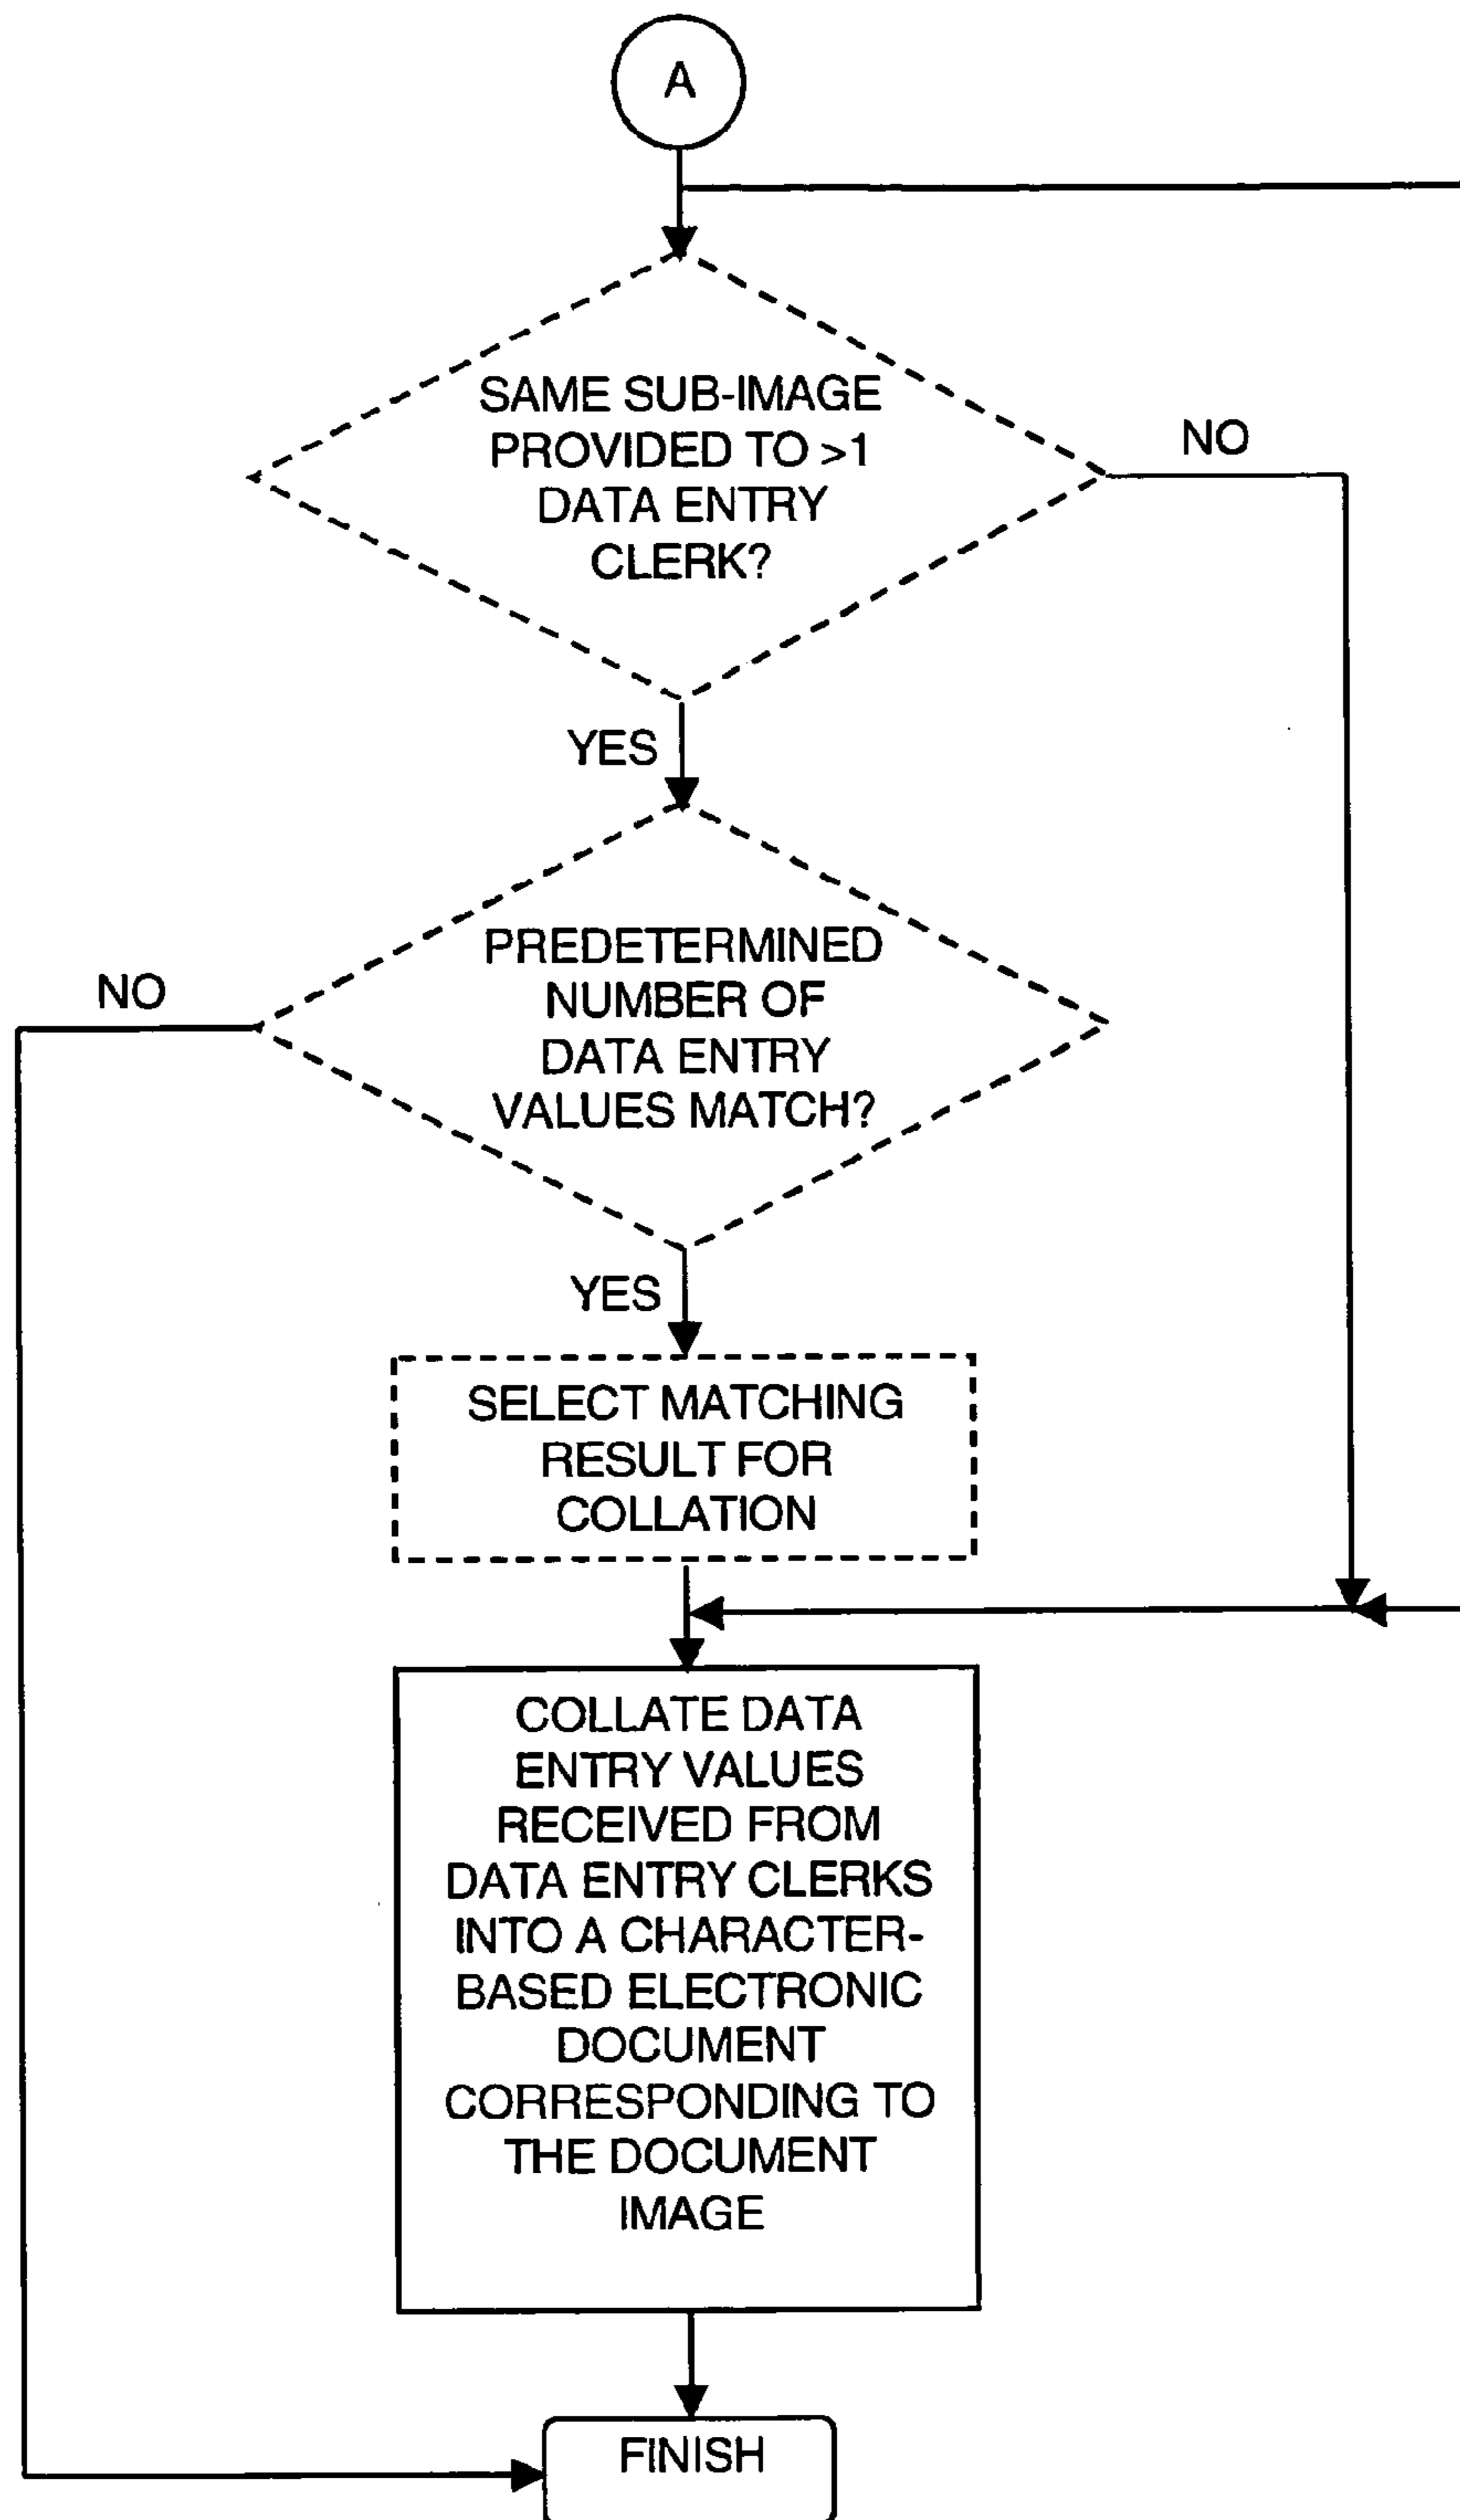 A
SAME SUB-IMAGE
PROVIDED TO >1
DATA ENTRY
CLERK?
NO
YES
PREDETERMINED
NUMBER OF
DATA ENTRY
VALUES MATCH?
NO
YES
SELECT MATCHING
RESULT FOR
COLLATION
COLLATE DATA
ENTRY VALUES
RECEIVED FROM
DATA ENTRY CLERKS
INTO A CHARACTER-
BASED ELECTRONIC
DOCUMENT
CORRESPONDING TO
THE DOCUMENT
IMAGE
FINISH